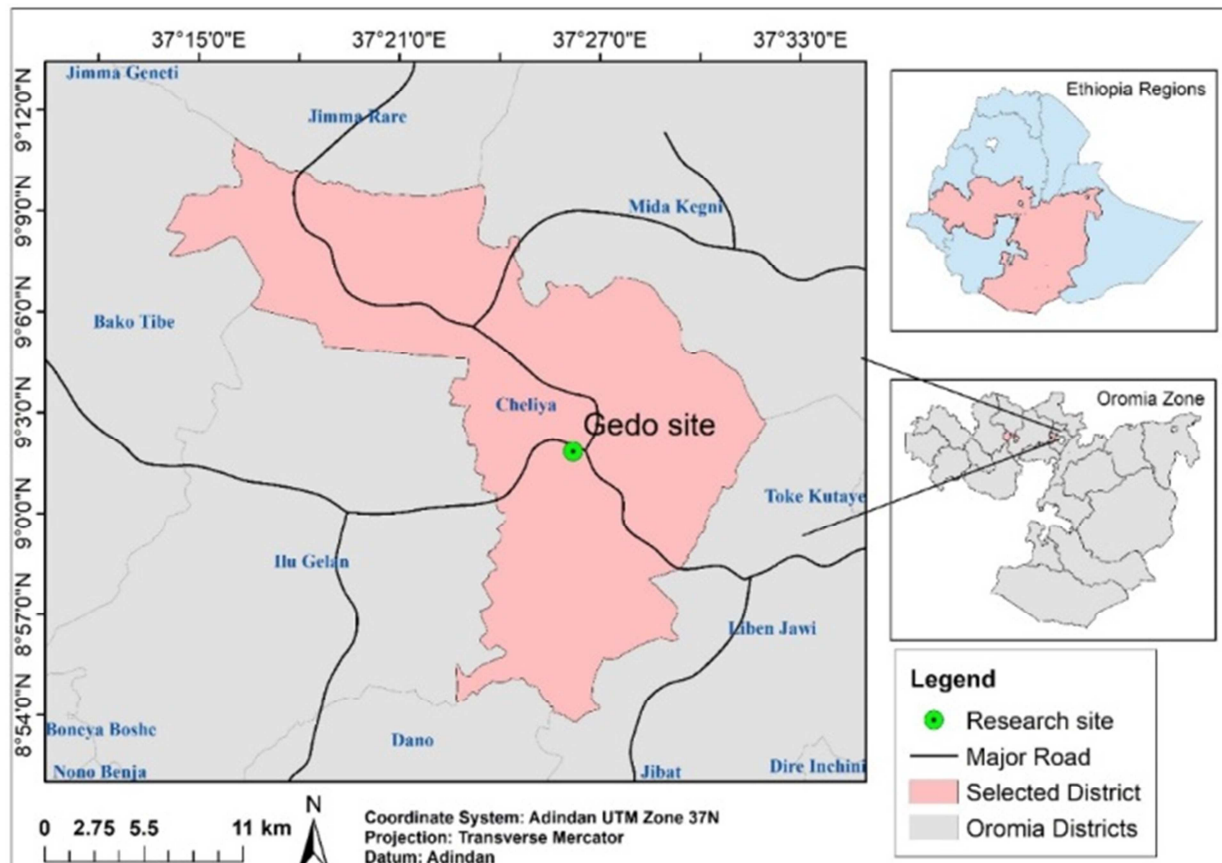 37°15'0"E 37°21'0"E 37°27'0"E 37°33'0"E
9°12'0"N
9°9'0"N
9°6'0"N
9°3'0"N
9°0'0"N
8°57'0"N
8°54'0"N
Jimma Geneti
Jimma Rare
Mida Kegni
Bako Tibe
Cheliya
Gedo site
Toke Kutaye
Ilu Gelan
Liben Jawi
Boneya Boshe
Dano
Nono Benja
Jibat
Dire Inchini
Ethiopia Regions
Oromia Zone
Legend
Research site
Major Road
Selected District
Oromia Districts
0 2.75 5.5 11 km
N
Coordinate System: Adindan UTM Zone 37N
Projection: Transverse Mercator
Datum: Adindan